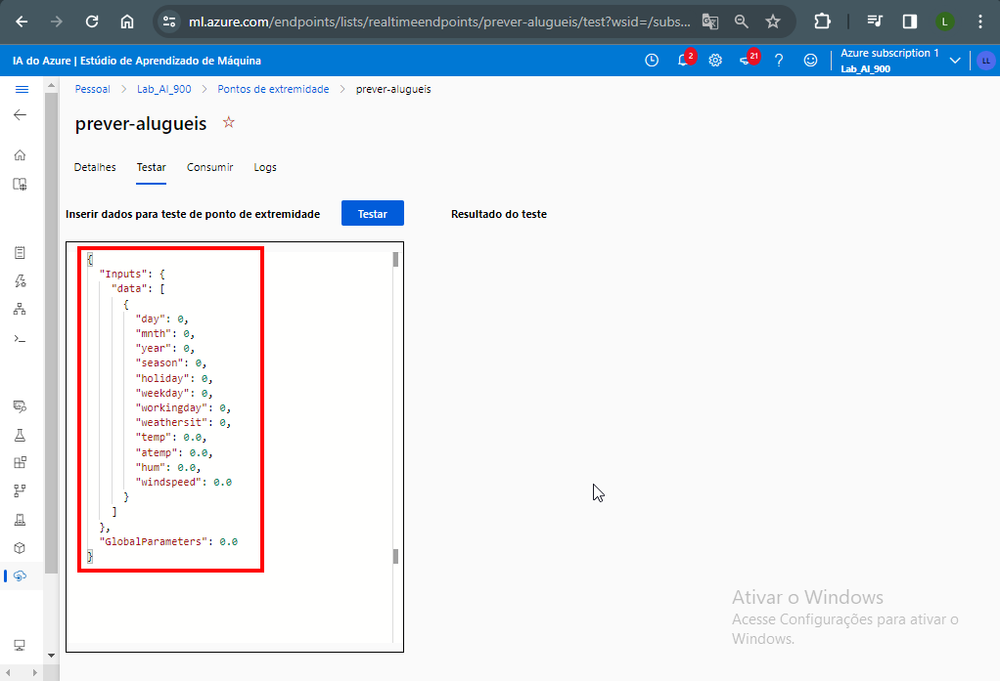 ml.azure.com/endpoints/lists/realtimeendpoints/prever-alugueis/test?wsid=/subs...
L
IA do Azure | Estúdio de Aprendizado de Máquina
2
21
?
Azure subscription 1
Lab_AI_900
LL
Pessoal > Lab_AI_900 > Pontos de extremidade > prever-alugueis
prever-alugueis
Detalhes Testar Consumir Logs
Inserir dados para teste de ponto de extremidade
Testar
Resultado do teste
{
"Inputs": {
"data": [
{
"day": 0,
"mnth": 0,
"year": 0,
"season": 0,
"holiday": 0,
"weekday": 0,
"workingday": 0,
"weathersit": 0,
"temp": 0.0,
"atemp": 0.0,
"hum": 0.0,
"windspeed": 0.0
}
]
},
"GlobalParameters": 0.0
}
Ativar o Windows
Acesse Configurações para ativar o
Windows.